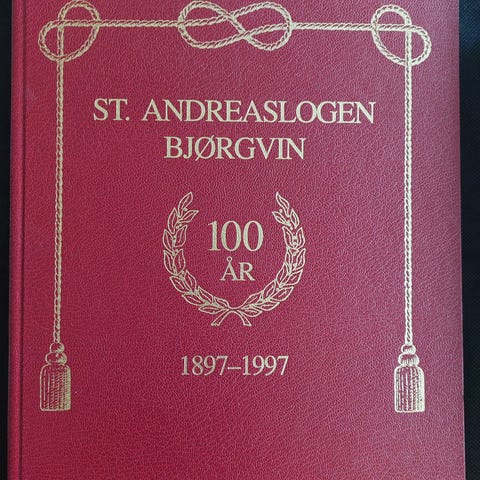 ST. ANDREASLOGEN
BJØRGVIN
100
ÅR
1897–1997